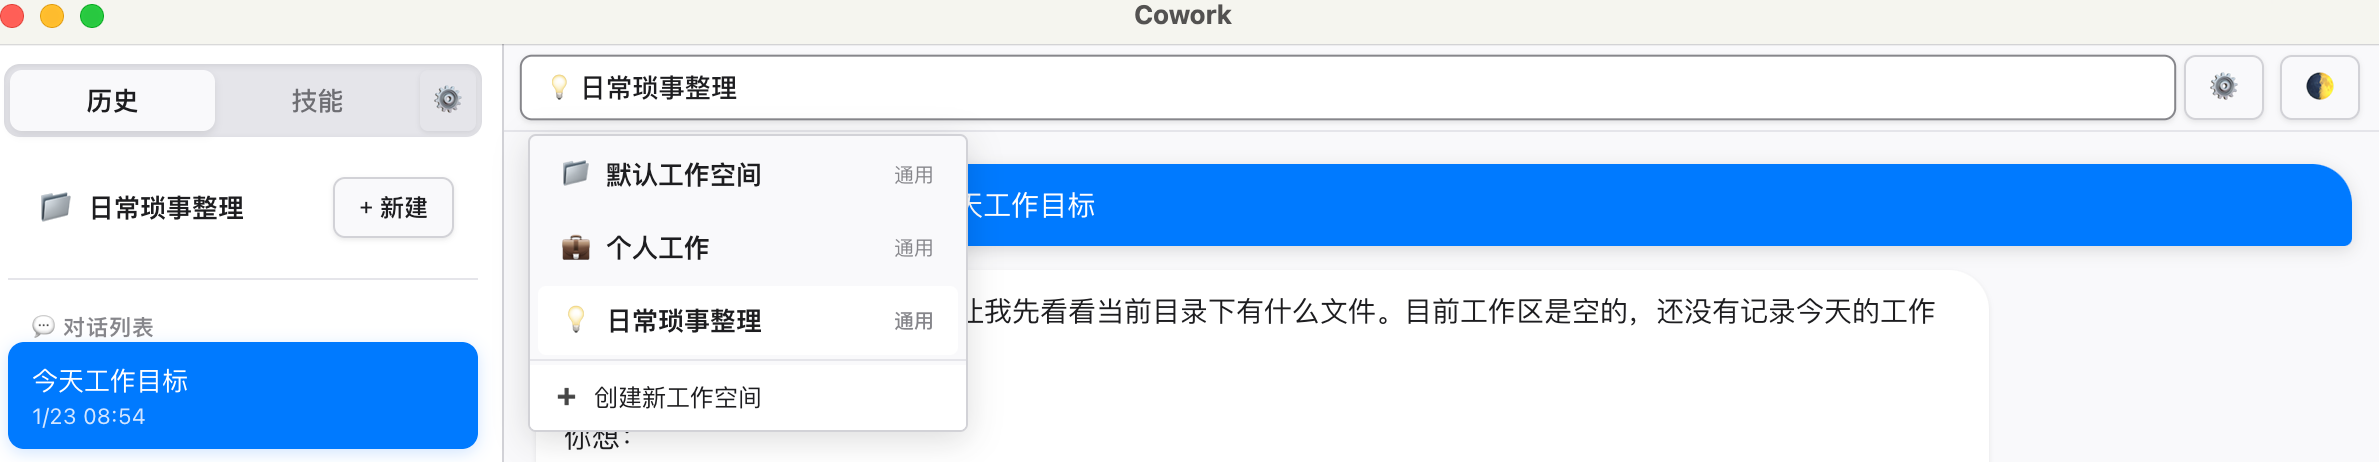 Cowork
历史
技能
日常琐事整理
+ 新建
对话列表
今天工作目标
1/23 08:54
日常琐事整理
默认工作空间 通用
个人工作 通用
日常琐事整理 通用
+ 创建新工作空间
天工作目标
让我先看看当前目录下有什么文件。目前工作区是空的，还没有记录今天的工作
你想：